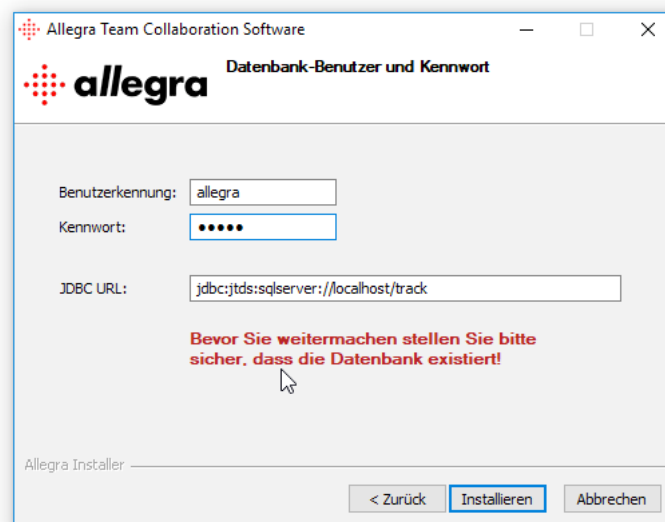 Allegra Team Collaboration Software
allegra
Datenbank-Benutzer und Kennwort
Benutzerkennung: allegra
Kennwort: •••••
JDBC URL: jdbc:jtds:sqlserver://localhost/track
Bevor Sie weitermachen stellen Sie bitte
sicher, dass die Datenbank existiert!
Allegra Installer
< Zurück Installieren Abbrechen